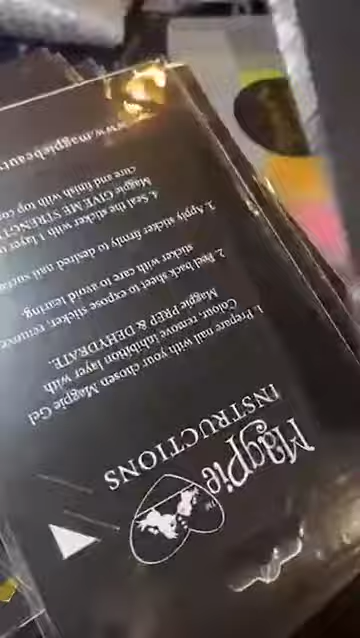 Magpie
TM
INSTRUCTIONS
1. Prepare nail with your chosen Magpie Gel
Colour, remove inhibition layer with
Magpie PREP & DEHYDRATE.
2. Peel back sheet to expose sticker, remove
sticker with care to avoid tearing.
3. Apply sticker firmly to desired nail
4. Seal the sticker with 1 layer
Magpie GIVE ME STRENGTH
cure and finish with top
www.magpiebeauty